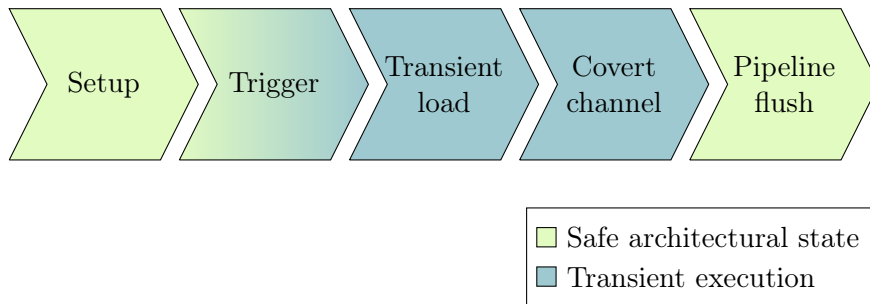 Setup
Trigger
Transient
load
Covert
channel
Pipeline
flush
Safe architectural state
Transient execution